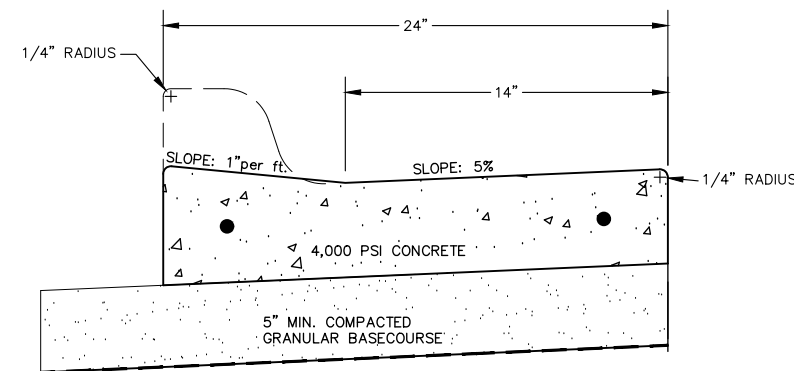 24"
1/4" RADIUS
14"
SLOPE: 1"per ft.
SLOPE: 5%
1/4" RADIUS
4,000 PSI CONCRETE
5" MIN. COMPACTED
GRANULAR BASECOURSE